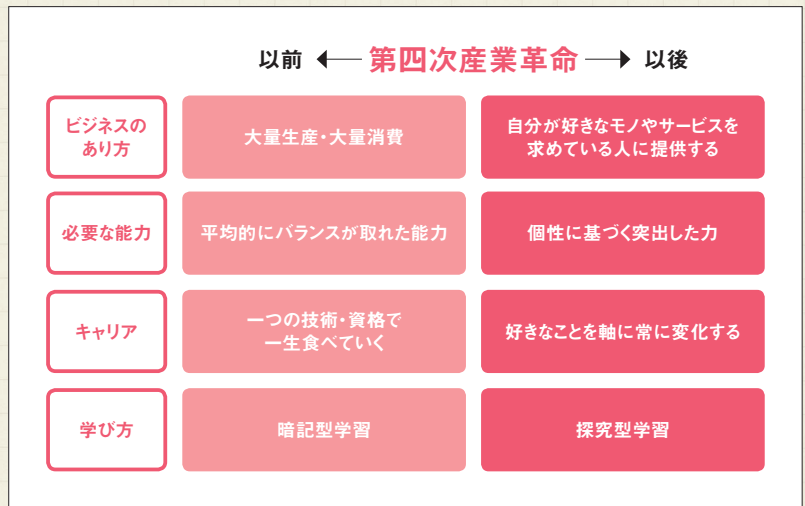 以前 ← 第四次産業革命 → 以後
ビジネスの
あり方
大量生産・大量消費
自分が好きなモノやサービスを
求めている人に提供する
必要な能力
平均的にバランスが取れた能力
個性に基づく突出した力
キャリア
一つの技術・資格で
一生食べていく
好きなことを軸に常に変化する
学び方
暗記型学習
探究型学習